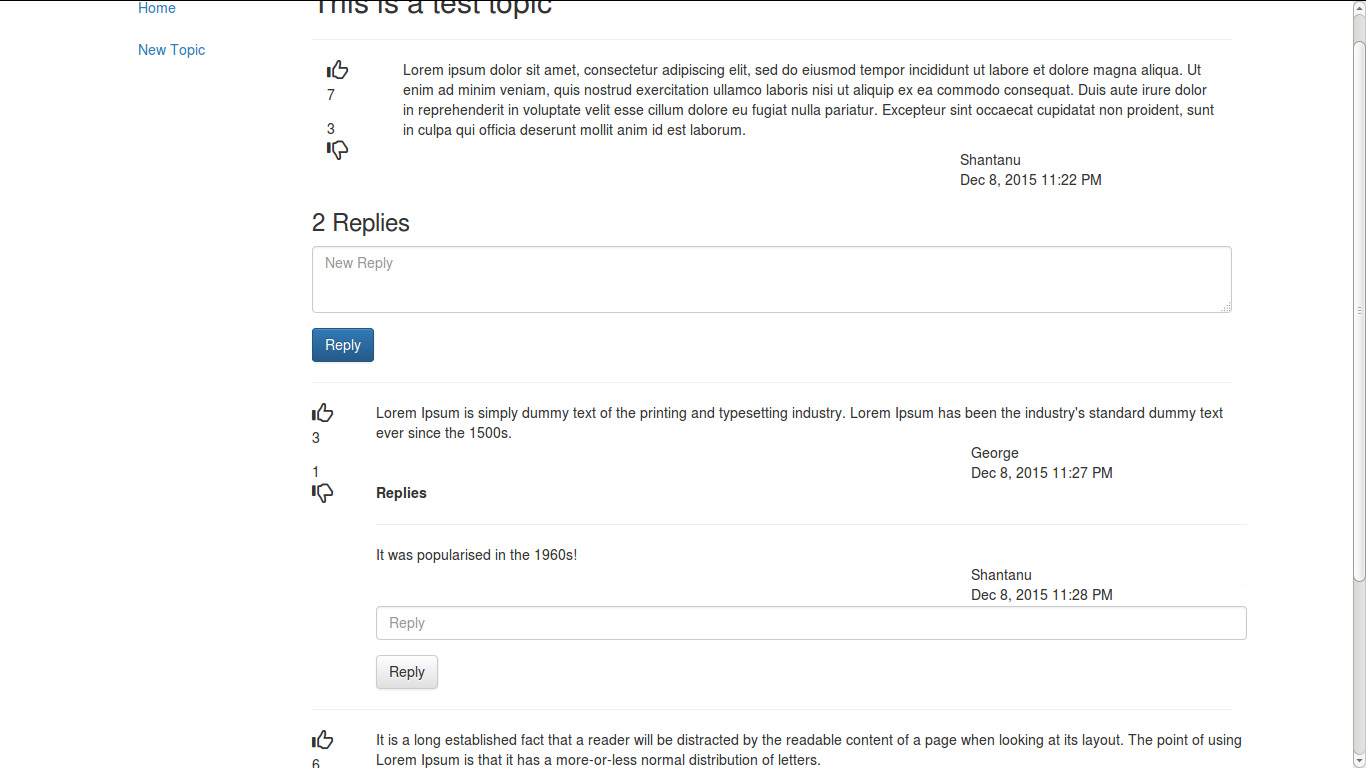 Home
This is a test topic
New Topic
Lorem ipsum dolor sit amet, consectetur adipiscing elit, sed do eiusmod tempor incididunt ut labore et dolore magna aliqua. Ut
enim ad minim veniam, quis nostrud exercitation ullamco laboris nisi ut aliquip ex ea commodo consequat. Duis aute irure dolor
in reprehenderit in voluptate velit esse cillum dolore eu fugiat nulla pariatur. Excepteur sint occaecat cupidatat non proident, sunt
in culpa qui officia deserunt mollit anim id est laborum.
7
3
Shantanu
Dec 8, 2015 11:22 PM
2 Replies
New Reply
Reply
Lorem Ipsum is simply dummy text of the printing and typesetting industry. Lorem Ipsum has been the industry's standard dummy text
ever since the 1500s.
3
1
George
Dec 8, 2015 11:27 PM
Replies
It was popularised in the 1960s!
Shantanu
Dec 8, 2015 11:28 PM
Reply
Reply
It is a long established fact that a reader will be distracted by the readable content of a page when looking at its layout. The point of using
Lorem Ipsum is that it has a more-or-less normal distribution of letters.
6